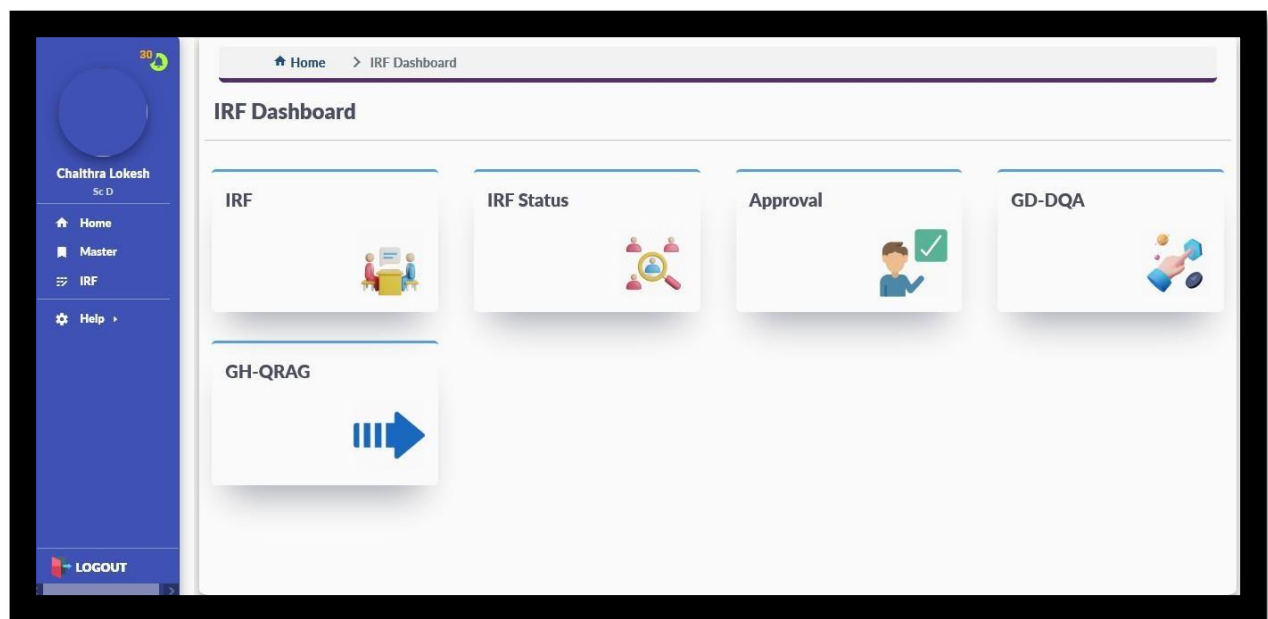 30
Chalthra Lokesh
Sc D
Home
Master
IRF
Help
LOGOUT
Home > IRF Dashboard
IRF Dashboard
IRF
IRF Status
Approval
GD-DQA
GH-QRAG